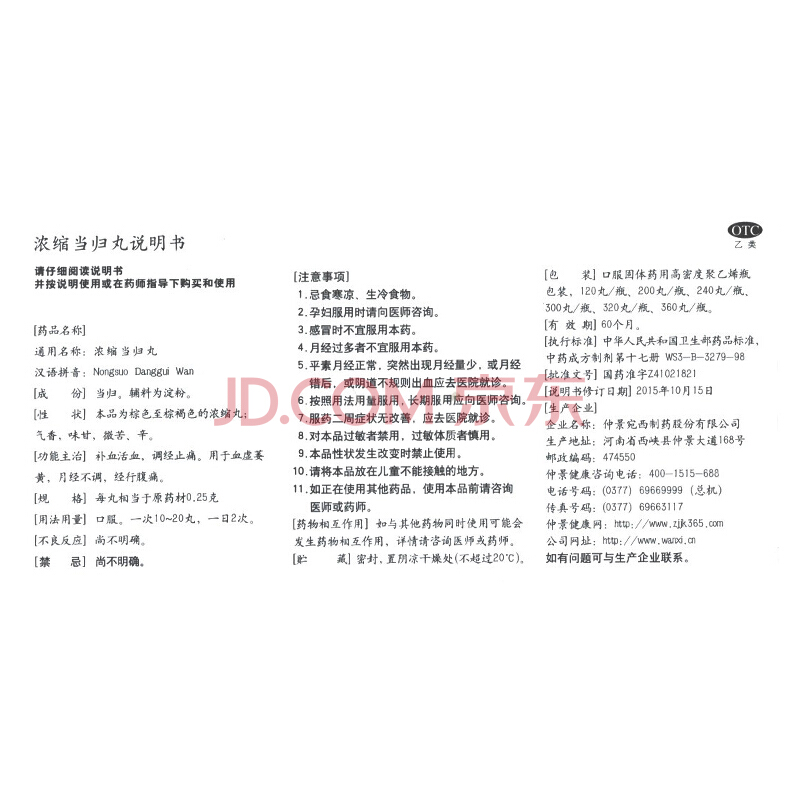 浓缩当归丸说明书
请仔细阅读说明书
并按说明使用或在药师指导下购买和使用
[药品名称]
通用名称：浓缩当归丸
汉语拼音：Nongsuo Danggui Wan
[成 份] 当归。辅料为淀粉。
[性 状] 本品为棕色至棕褐色的浓缩丸；
气香，味甘、微苦、辛。
[功能主治] 补血活血，调经止痛。用于血虚萎
黄，月经不调，经行腹痛。
[规 格] 每丸相当于原药材0.25克
[用法用量] 口服。一次10~20丸，一日2次。
[不良反应] 尚不明确。
[禁 忌] 尚不明确。
[注意事项]
1.忌食寒凉、生冷食物。
2.孕妇服用时请向医师咨询。
3.感冒时不宜服用本药。
4.月经过多者不宜服用本药。
5.平素月经正常，突然出现月经量少，或月经
错后，或阴道不规则出血应去医院就诊。
6.按照用法用量服用，长期服用应向医师咨询。
7.服药二周症状无改善，应去医院就诊。
8.对本品过敏者禁用，过敏体质者慎用。
9.本品性状发生改变时禁止使用。
10.请将本品放在儿童不能接触的地方。
11.如正在使用其他药品，使用本品前请咨询
医师或药师。
[药物相互作用] 如与其他药物同时使用可能会
发生药物相互作用，详情请咨询医师或药师。
[贮 藏] 密封，置阴凉干燥处(不超过20℃)。
OTC
乙类
[包 装] 口服固体药用高密度聚乙烯瓶
包装，120丸/瓶、200丸/瓶、240丸/瓶、
300丸/瓶、320丸/瓶、360丸/瓶。
[有 效 期] 60个月。
[执行标准] 中华人民共和国卫生部药品标准，
中药成方制剂第十七册 WS3-B-3279-98
[批准文号] 国药准字Z41021821
[说明书修订日期] 2015年10月15日
[生产企业]
企业名称：仲景宛西制药股份有限公司
生产地址：河南省西峡县仲景大道168号
邮政编码：474550
仲景健康咨询电话：400-1515-688
电话号码：(0377) 69669999 (总机)
传真号码：(0377) 69663117
仲景健康网：http://www.zjjk365.com
公司网址：http://www.wanxi.cn
如有问题可与生产企业联系。
JD.COM 京东